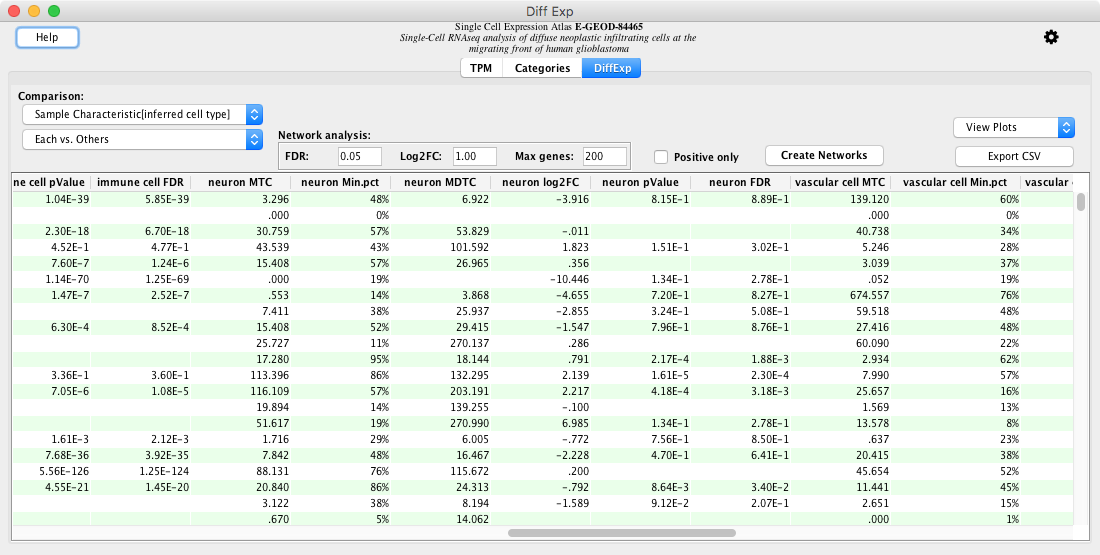 Diff Exp
Help
Single Cell Expression Atlas E-GEOD-84465
Single-Cell RNAseq analysis of diffuse neoplastic infiltrating cells at the
migrating front of human glioblastoma
TPM Categories DiffExp
Comparison:
Sample Characteristic[inferred cell type]
Each vs. Others
Network analysis:
FDR: 0.05 Log2FC: 1.00 Max genes: 200
Positive only
Create Networks
View Plots
Export CSV
ne cell pValue immune cell FDR neuron MTC neuron Min.pct neuron MDTC neuron log2FC neuron pValue neuron FDR vascular cell MTC vascular cell Min.pct vascular
1.04E-39 5.85E-39 3.296 48% 6.922 -3.916 8.15E-1 8.89E-1 139.120 60%
.000 0% .000 0%
2.30E-18 6.70E-18 30.759 57% 53.829 -.011 40.738 34%
4.52E-1 4.77E-1 43.539 43% 101.592 1.823 1.51E-1 3.02E-1 5.246 28%
7.60E-7 1.24E-6 15.408 57% 26.965 .356 3.039 37%
1.14E-70 1.25E-69 .000 19% -10.446 1.34E-1 2.78E-1 .052 19%
1.47E-7 2.52E-7 .553 14% 3.868 -4.655 7.20E-1 8.27E-1 674.557 76%
7.411 38% 25.937 -2.855 3.24E-1 5.08E-1 59.518 48%
6.30E-4 8.52E-4 15.408 52% 29.415 -1.547 7.96E-1 8.76E-1 27.416 48%
25.727 11% 270.137 .286 60.090 22%
17.280 95% 18.144 .791 2.17E-4 1.88E-3 2.934 62%
3.36E-1 3.60E-1 113.396 86% 132.295 2.139 1.61E-5 2.30E-4 7.990 57%
7.05E-6 1.08E-5 116.109 57% 203.191 2.217 4.18E-4 3.18E-3 25.657 16%
19.894 14% 139.255 -.100 1.569 13%
51.617 19% 270.990 6.985 1.34E-1 2.78E-1 13.578 8%
1.61E-3 2.12E-3 1.716 29% 6.005 -.772 7.56E-1 8.50E-1 .637 23%
7.68E-36 3.92E-35 7.842 48% 16.467 -2.228 4.70E-1 6.41E-1 20.415 38%
5.56E-126 1.25E-124 88.131 76% 115.672 .200 45.654 52%
4.55E-21 1.45E-20 20.840 86% 24.313 -.792 8.64E-3 3.40E-2 11.441 45%
3.122 38% 8.194 -1.589 9.12E-2 2.07E-1 2.651 15%
.670 5% 14.062 .000 1%